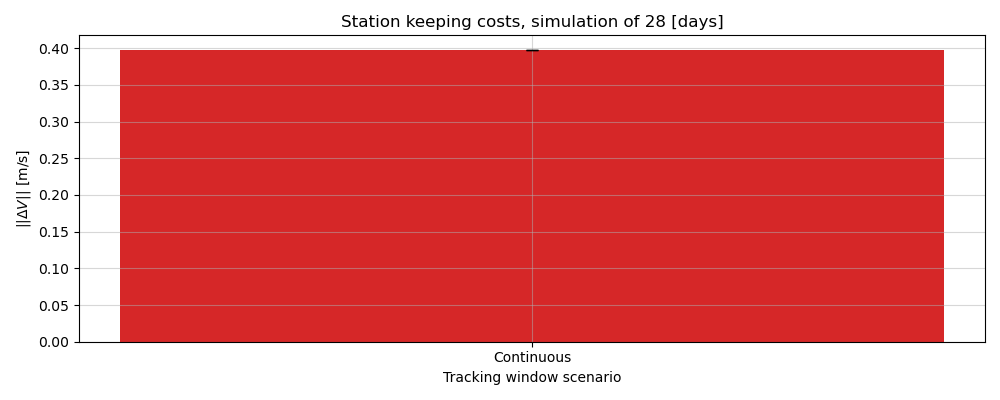 Station keeping costs, simulation of 28 [days]
||ΔV|| [m/s]
0.40
0.35
0.30
0.25
0.20
0.15
0.10
0.05
0.00
Continuous
Tracking window scenario